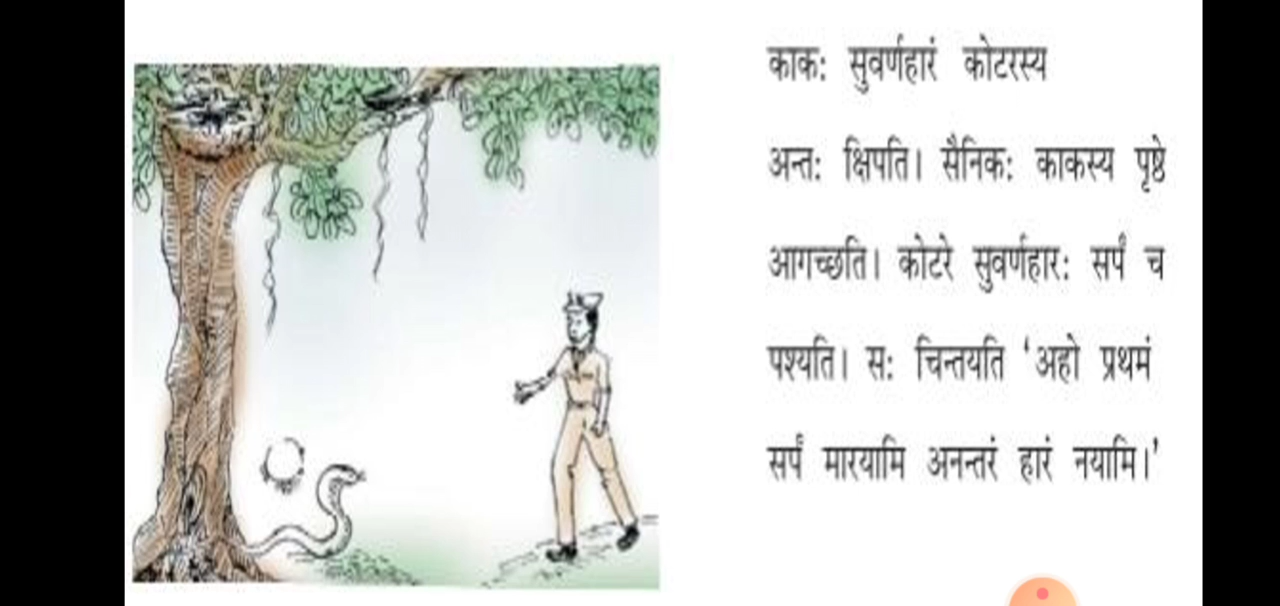 काकः सुवर्णहारं कोटरस्य
अन्तः क्षिपति। सैनिकः काकस्य पृष्ठे
आगच्छति। कोटरे सुवर्णहारः सर्पं च
पश्यति। सः चिन्तयति ‘अहो प्रथमं
सर्पं मारयामि अनन्तरं हारं नयामि।’